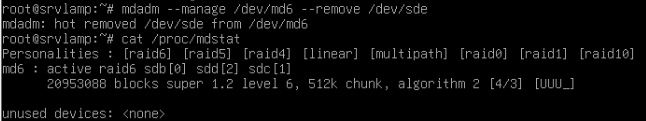 root@srvlamp:~# mdadm --manage /dev/md6 --remove /dev/sde
mdadm: hot removed /dev/sde from /dev/md6
root@srvlamp:~# cat /proc/mdstat
Personalities : [raid6] [raid5] [raid4] [linear] [multipath] [raid0] [raid1] [raid10]
md6 : active raid6 sdb[0] sdd[2] sdc[1]
20953088 blocks super 1.2 level 6, 512k chunk, algorithm 2 [4/3] [UUU_]
unused devices: <none>